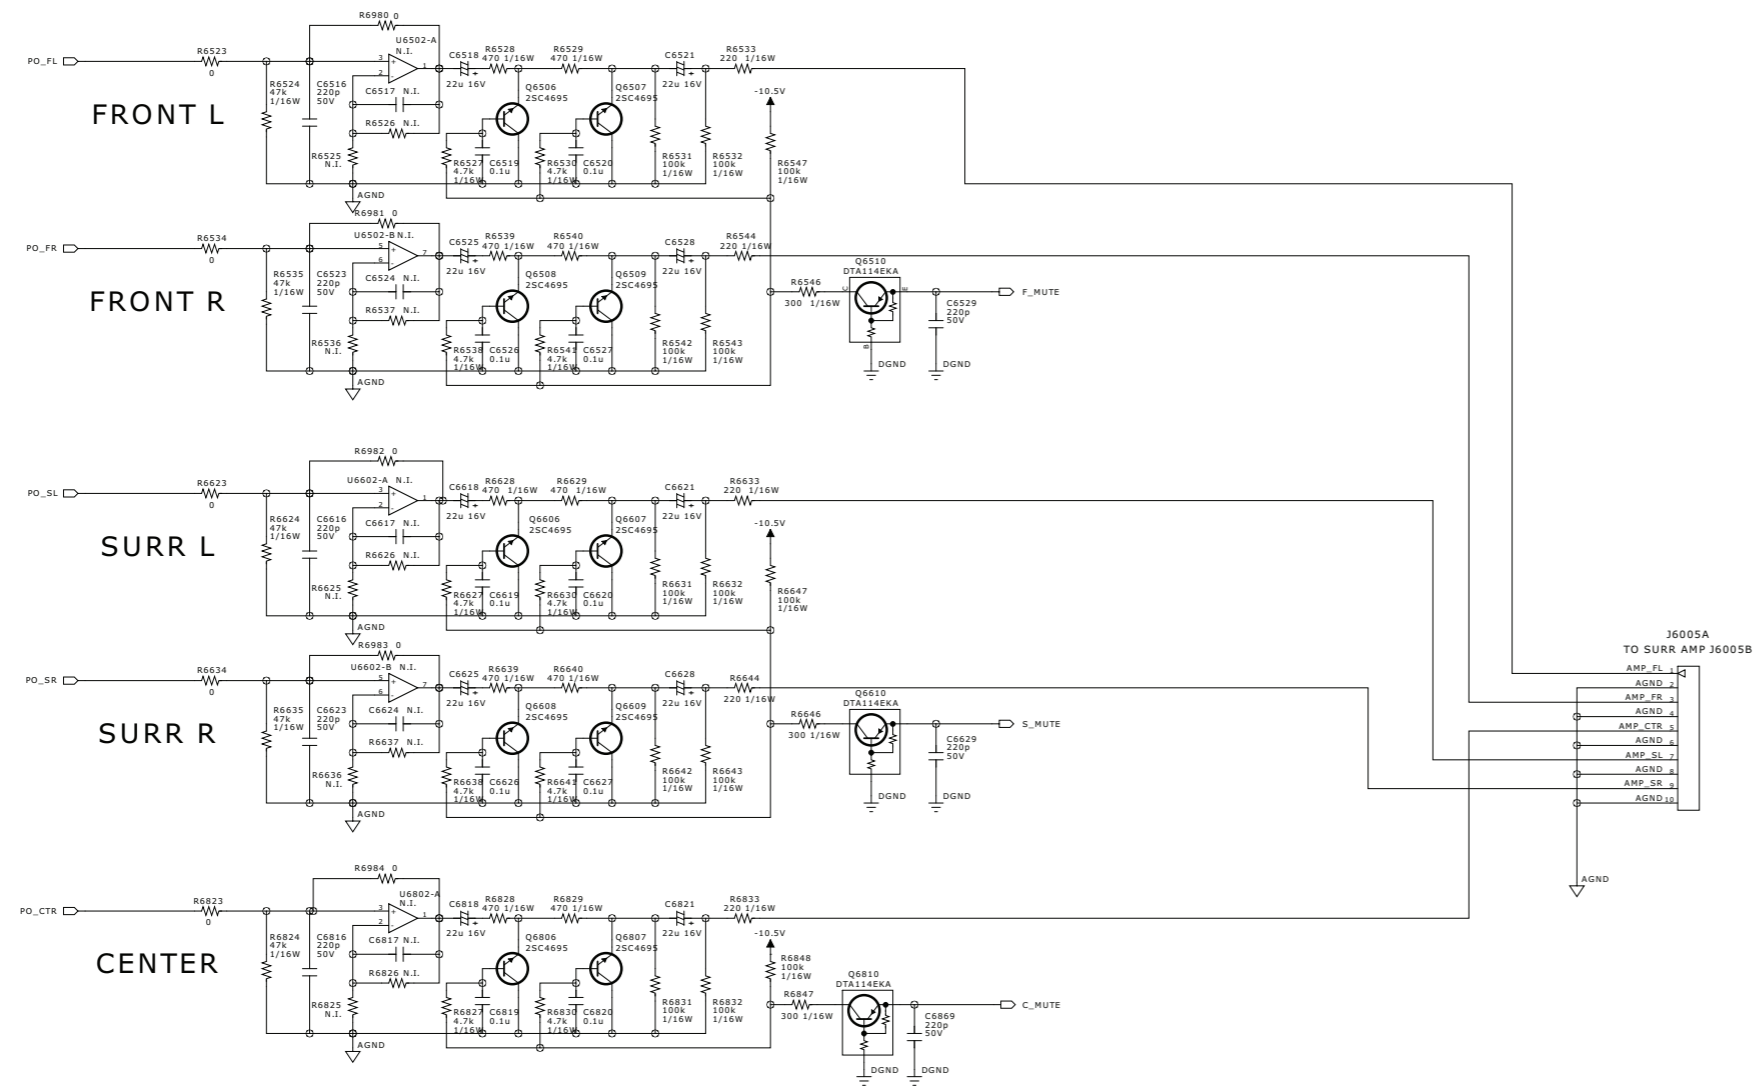 R6980 0
U6502-A
N.I.
PO_FL
R6523
0
3
2
1
C6518
22u 16V
R6528
470 1/16W
R6529
470 1/16W
C6521
22u 16V
R6533
220 1/16W
FRONT L
R6524
47k
1/16W
C6516
220p
50V
C6517 N.I.
R6526 N.I.
R6525
N.I.
Q6506
2SC4695
Q6507
2SC4695
-10.5V
R6527
4.7k
1/16W
C6519
0.1u
R6530
4.7k
1/16W
C6520
0.1u
R6531
100k
1/16W
R6532
100k
1/16W
R6547
100k
1/16W
AGND
R6981 0
U6502-B N.I.
PO_FR
R6534
0
5
6
7
C6525
22u 16V
R6539
470 1/16W
R6540
470 1/16W
C6528
22u 16V
R6544
220 1/16W
FRONT R
R6535
47k
1/16W
C6523
220p
50V
C6524 N.I.
R6537 N.I.
R6536
N.I.
Q6508
2SC4695
Q6509
2SC4695
R6538
4.7k
1/16W
C6526
0.1u
R6541
4.7k
1/16W
C6527
0.1u
R6542
100k
1/16W
R6543
100k
1/16W
R6546
300 1/16W
Q6510
DTA114EKA
C
E
B
C6529
220p
50V
F_MUTE
DGND
DGND
AGND
R6982 0
U6602-A N.I.
PO_SL
R6623
0
3
2
1
C6618
22u 16V
R6628
470 1/16W
R6629
470 1/16W
C6621
22u 16V
R6633
220 1/16W
SURR L
R6624
47k
1/16W
C6616
220p
50V
C6617 N.I.
R6626 N.I.
R6625
N.I.
Q6606
2SC4695
Q6607
2SC4695
-10.5V
R6627
4.7k
1/16W
C6619
0.1u
R6630
4.7k
1/16W
C6620
0.1u
R6631
100k
1/16W
R6632
100k
1/16W
R6647
100k
1/16W
AGND
R6983 0
U6602-B N.I.
PO_SR
R6634
0
5
6
7
C6625
22u 16V
R6639
470 1/16W
R6640
470 1/16W
C6628
22u 16V
R6644
220 1/16W
SURR R
R6635
47k
1/16W
C6623
220p
50V
C6624 N.I.
R6637 N.I.
R6636
N.I.
Q6608
2SC4695
Q6609
2SC4695
R6638
4.7k
1/16W
C6626
0.1u
R6641
4.7k
1/16W
C6627
0.1u
R6642
100k
1/16W
R6643
100k
1/16W
R6646
300 1/16W
Q6610
DTA114EKA
C6629
220p
50V
S_MUTE
DGND
DGND
AGND
J6005A
TO SURR AMP J6005B
AMP_FL 1
AGND 2
AMP_FR 3
AGND 4
AMP_CTR 5
AGND 6
AMP_SL 7
AGND 8
AMP_SR 9
AGND 10
AGND
R6984 0
U6802-A
N.I.
PO_CTR
R6823
0
3
2
1
C6818
22u 16V
R6828
470 1/16W
R6829
470 1/16W
C6821
22u 16V
R6833
220 1/16W
CENTER
R6824
47k
1/16W
C6816
220p
50V
C6817 N.I.
R6826 N.I.
R6825
N.I.
Q6806
2SC4695
Q6807
2SC4695
-10.5V
R6848
100k
1/16W
R6827
4.7k
1/16W
C6819
0.1u
R6830
4.7k
1/16W
C6820
0.1u
R6831
100k
1/16W
R6832
100k
1/16W
R6847
300 1/16W
Q6810
DTA114EKA
C6869
220p
50V
C_MUTE
AGND
DGND
DGND